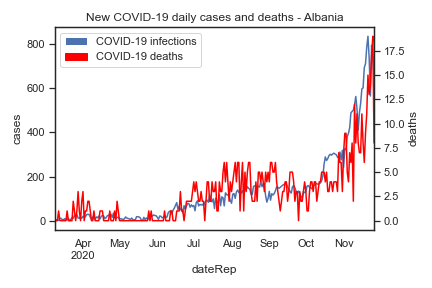 New COVID-19 daily cases and deaths - Albania
COVID-19 infections
COVID-19 deaths
800
600
400
200
0
cases
17.5
15.0
12.5
10.0
7.5
5.0
2.5
0.0
deaths
Apr May Jun Jul Aug Sep Oct Nov
2020
dateRep